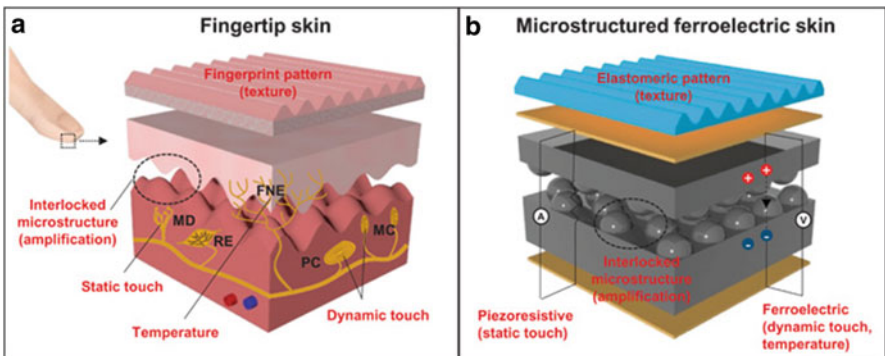 a
Fingertip skin
Fingerprint pattern
(texture)
Interlocked
microstructure
(amplification)
FNE
MD
RE
MC
PC
Static touch
Temperature
Dynamic touch
b
Microstructured ferroelectric skin
Elastomeric pattern
(texture)
+
+
A
V
-
-
Interlocked
microstructure
(amplification)
Piezoresistive
(static touch)
Ferroelectric
(dynamic touch,
temperature)